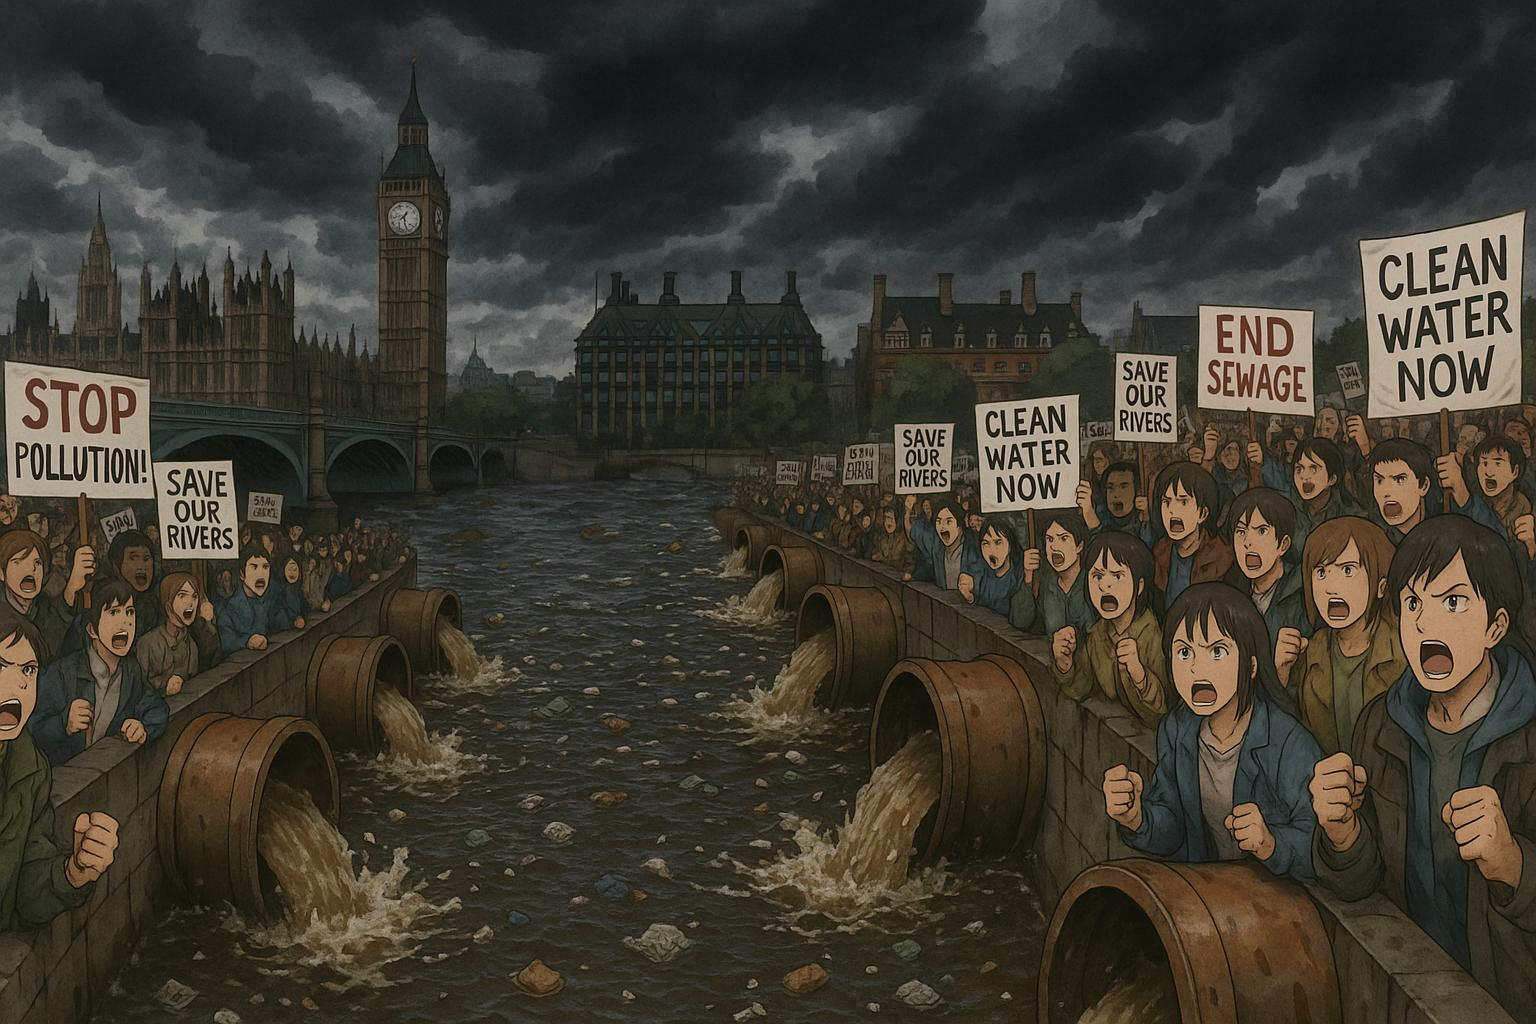 STOP
POLLUTION!
SAVE
OUR
RIVERS
SAVE
OUR
RIVERS
CLEAN
WATER
NOW
SAVE
OUR
RIVERS
END
SEWAGE
CLEAN
WATER
NOW